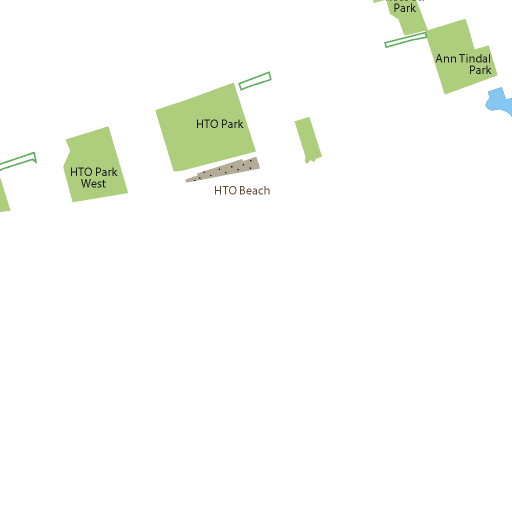 Park
Ann Tindal
Park
HTO Park
HTO Park
West
HTO Beach